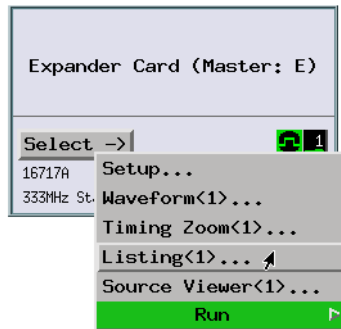 Expander Card (Master: E)
Select ->
1
16717A
333MHz St
Setup...
Waveform<1>...
Timing Zoom<1>...
Listing<1>...
Source Viewer<1>...
Run